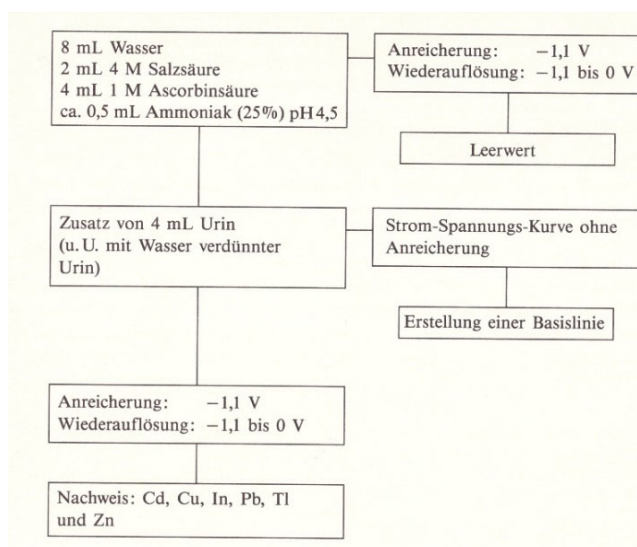 8 mL Wasser
2 mL 4 M Salzsäure
4 mL 1 M Ascorbinsäure
ca. 0,5 mL Ammoniak (25%) pH4,5
Anreicherung: −1,1 V
Wiederauflösung: −1,1 bis 0 V
Leerwert
Zusatz von 4 mL Urin
(u. U. mit Wasser verdünnter
Urin)
Strom-Spannungs-Kurve ohne
Anreicherung
Erstellung einer Basislinie
Anreicherung: −1,1 V
Wiederauflösung: −1,1 bis 0 V
Nachweis: Cd, Cu, In, Pb, Tl
und Zn